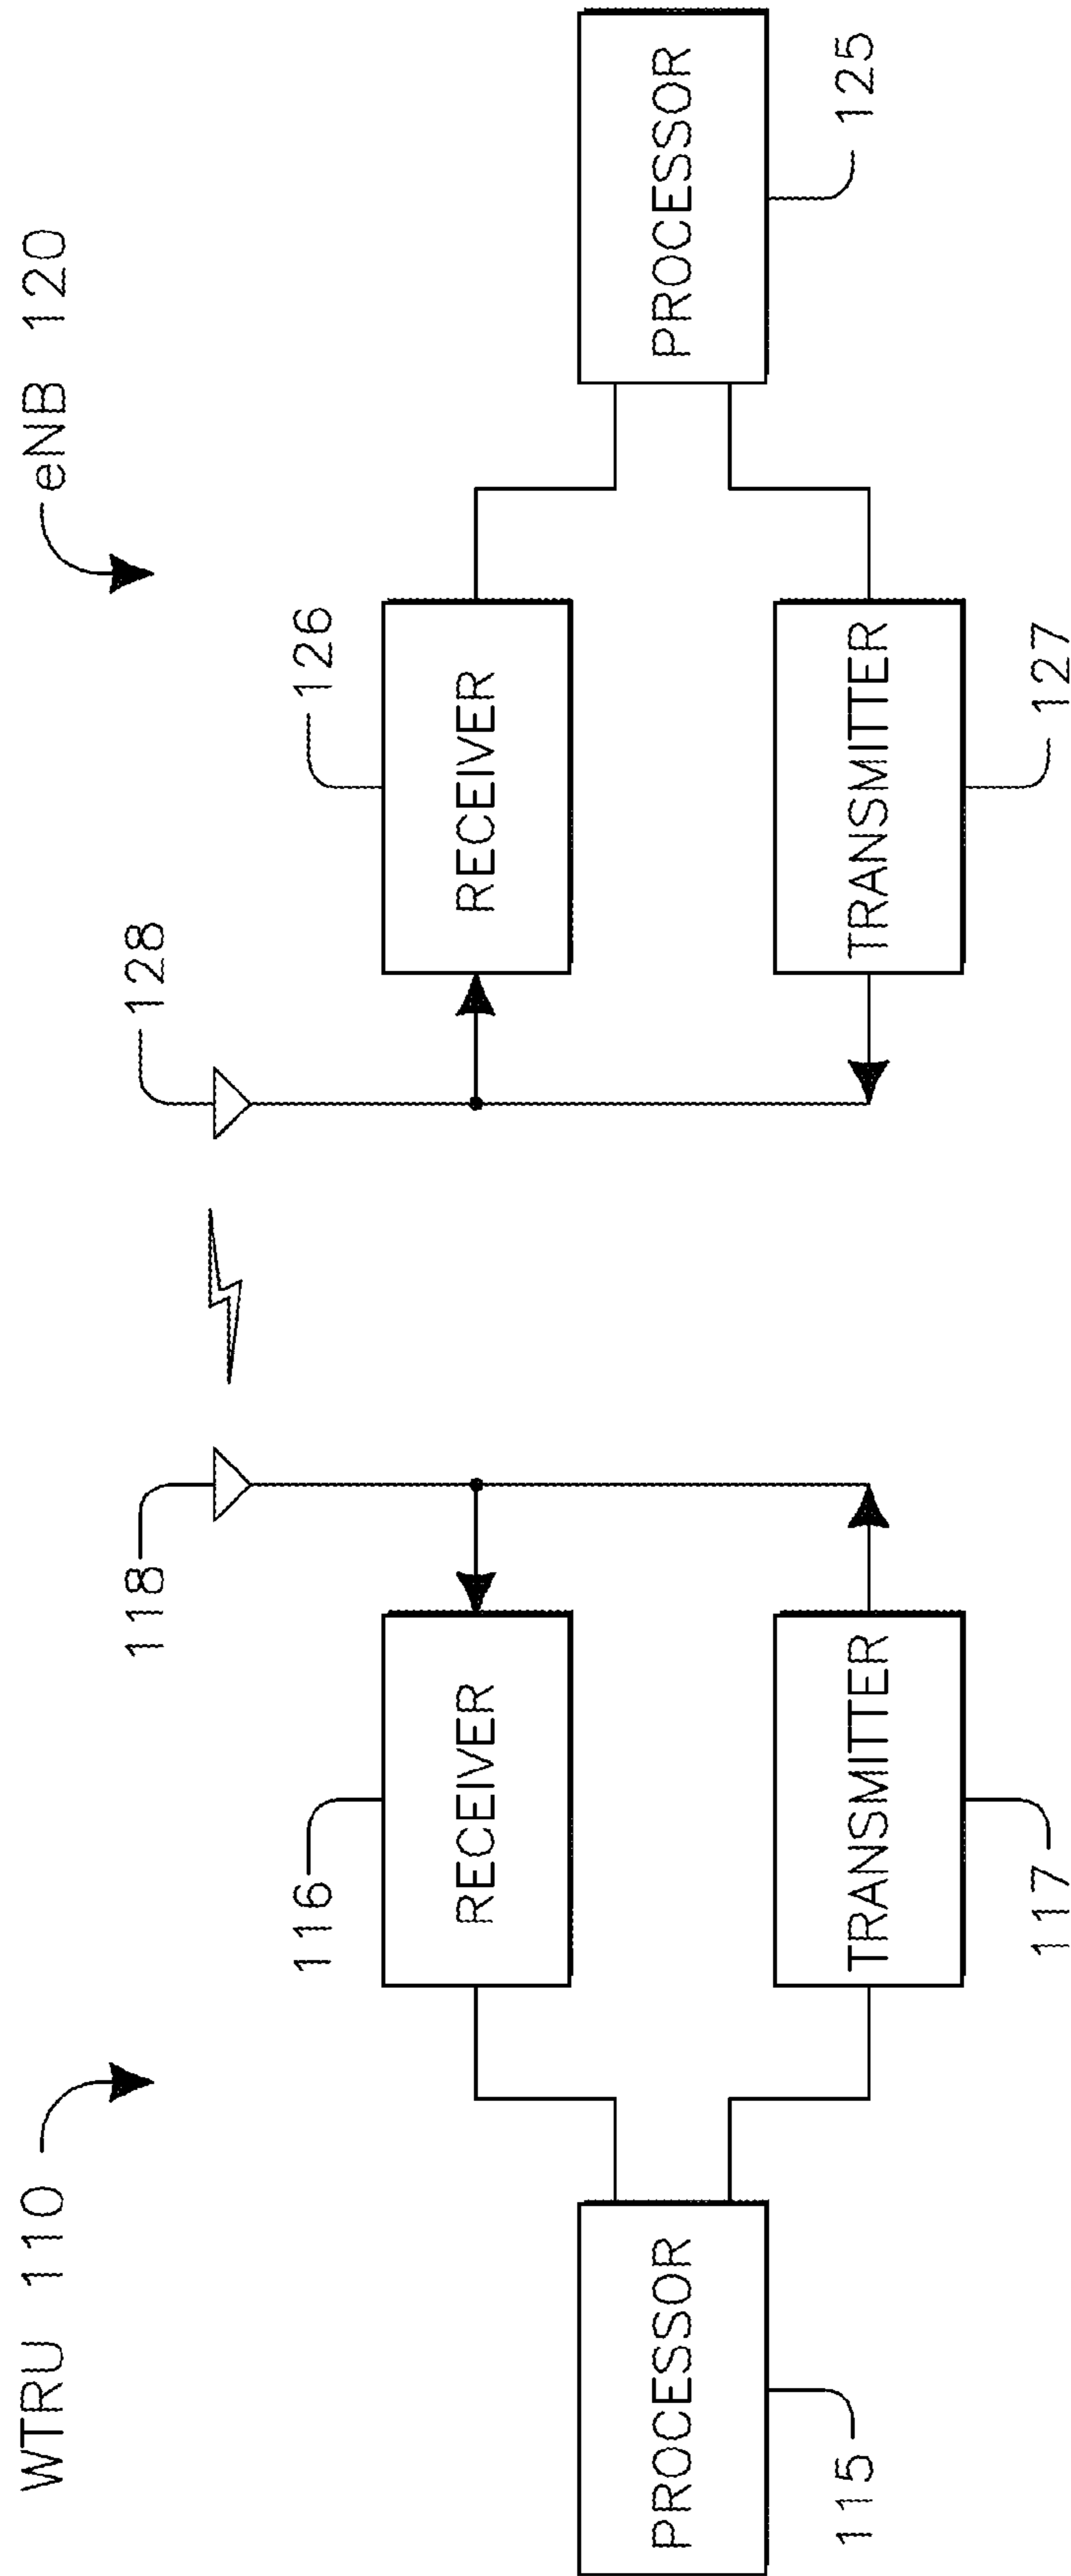 WTRU 110
eNB 120
118
128
116
126
RECEIVER
RECEIVER
PROCESSOR
PROCESSOR
115
125
TRANSMITTER
TRANSMITTER
117
127